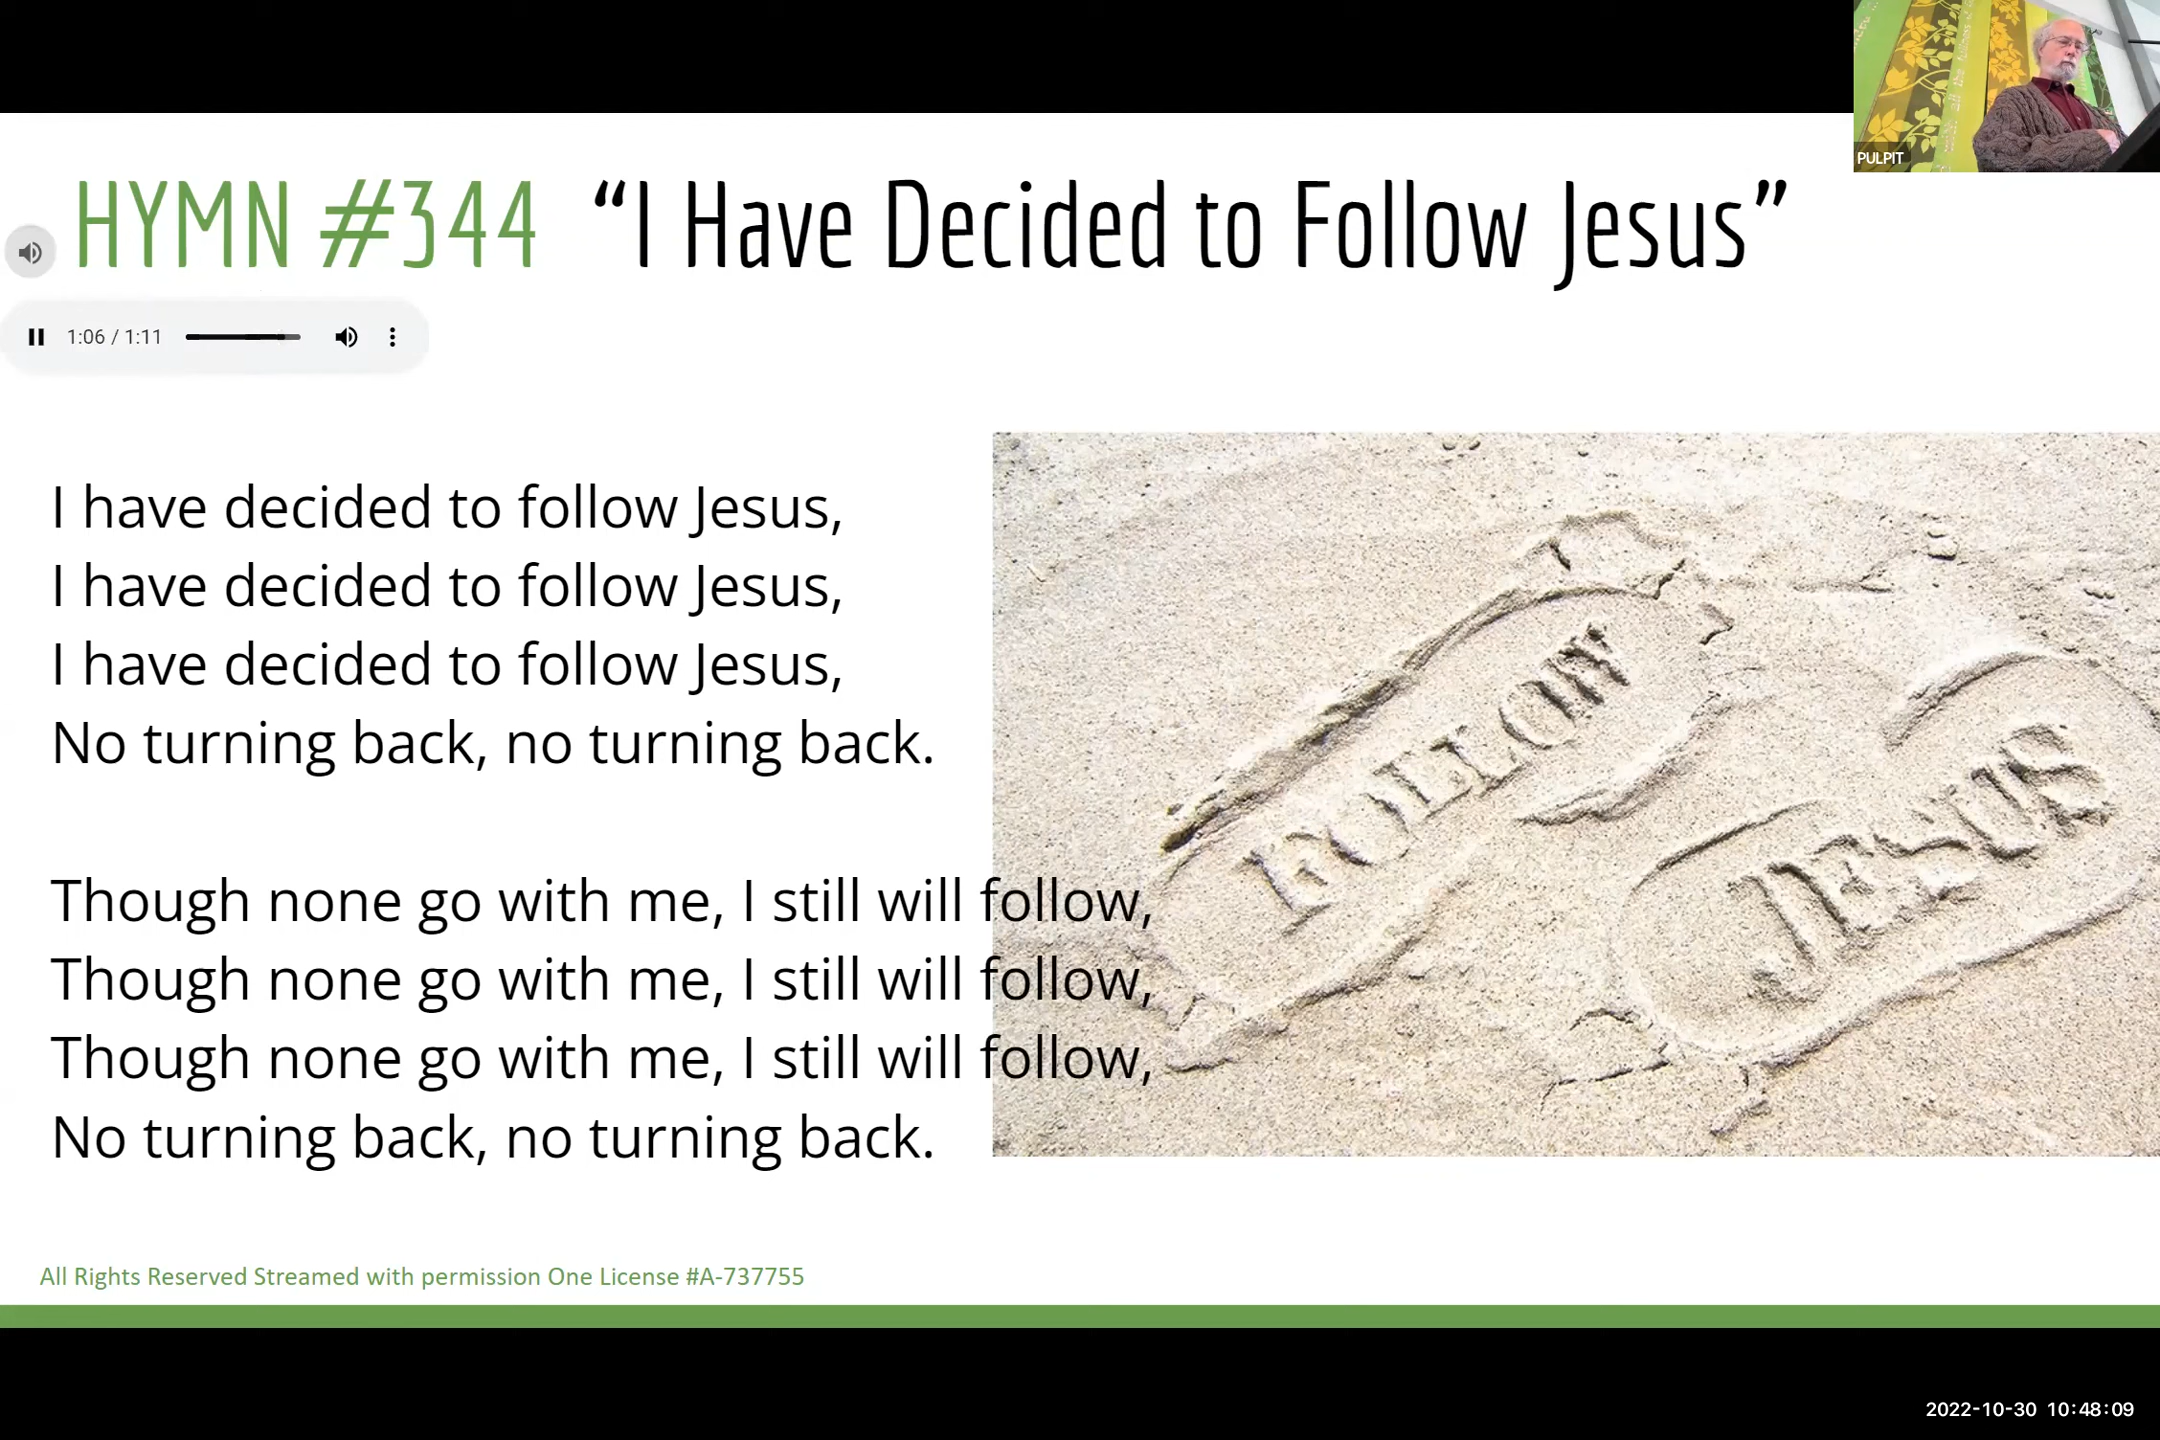 PULPIT
HYMN #344 “I Have Decided to Follow Jesus”
1:06 / 1:11
I have decided to follow Jesus,
I have decided to follow Jesus,
I have decided to follow Jesus,
No turning back, no turning back.
Though none go with me, I still will follow,
Though none go with me, I still will follow,
Though none go with me, I still will follow,
No turning back, no turning back.
FOLLOW
JESUS
All Rights Reserved Streamed with permission One License #A-737755
2022-10-30 10:48:09